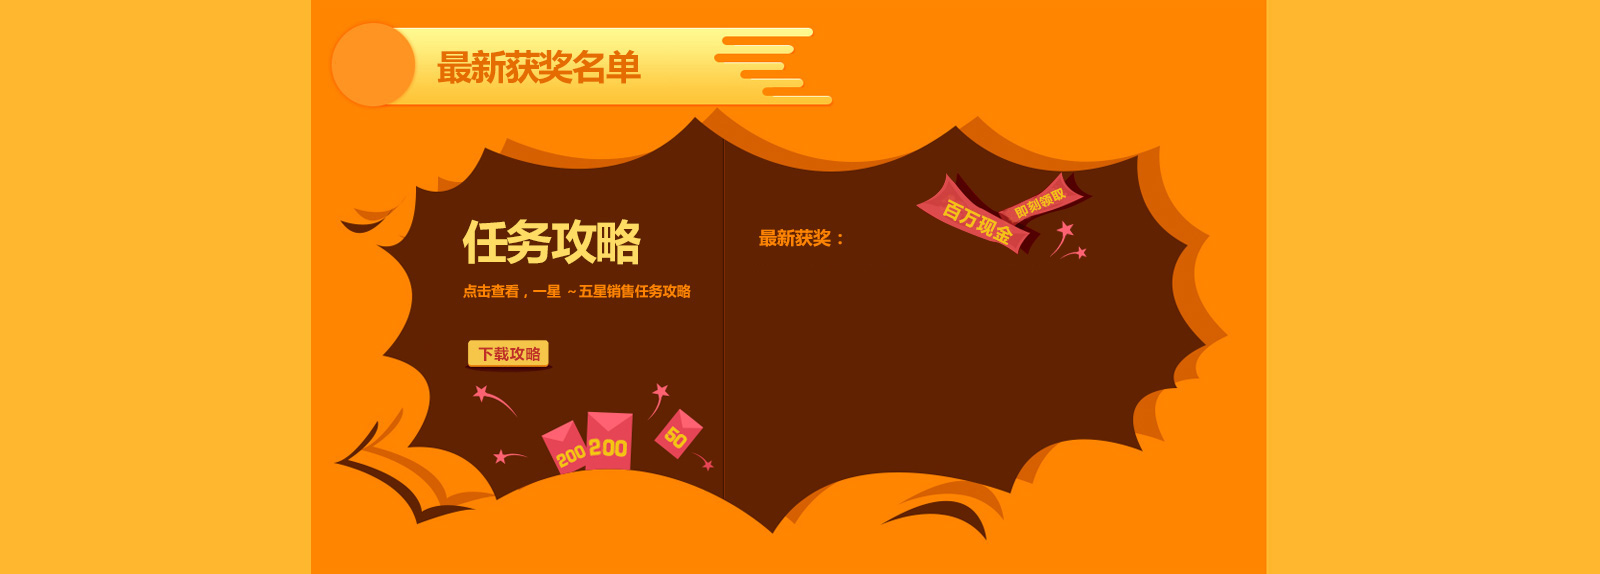 最新获奖名单
任务攻略
点击查看，一星 ～五星销售任务攻略
下载攻略
200
200
50
最新获奖：
百万现金
即刻领取